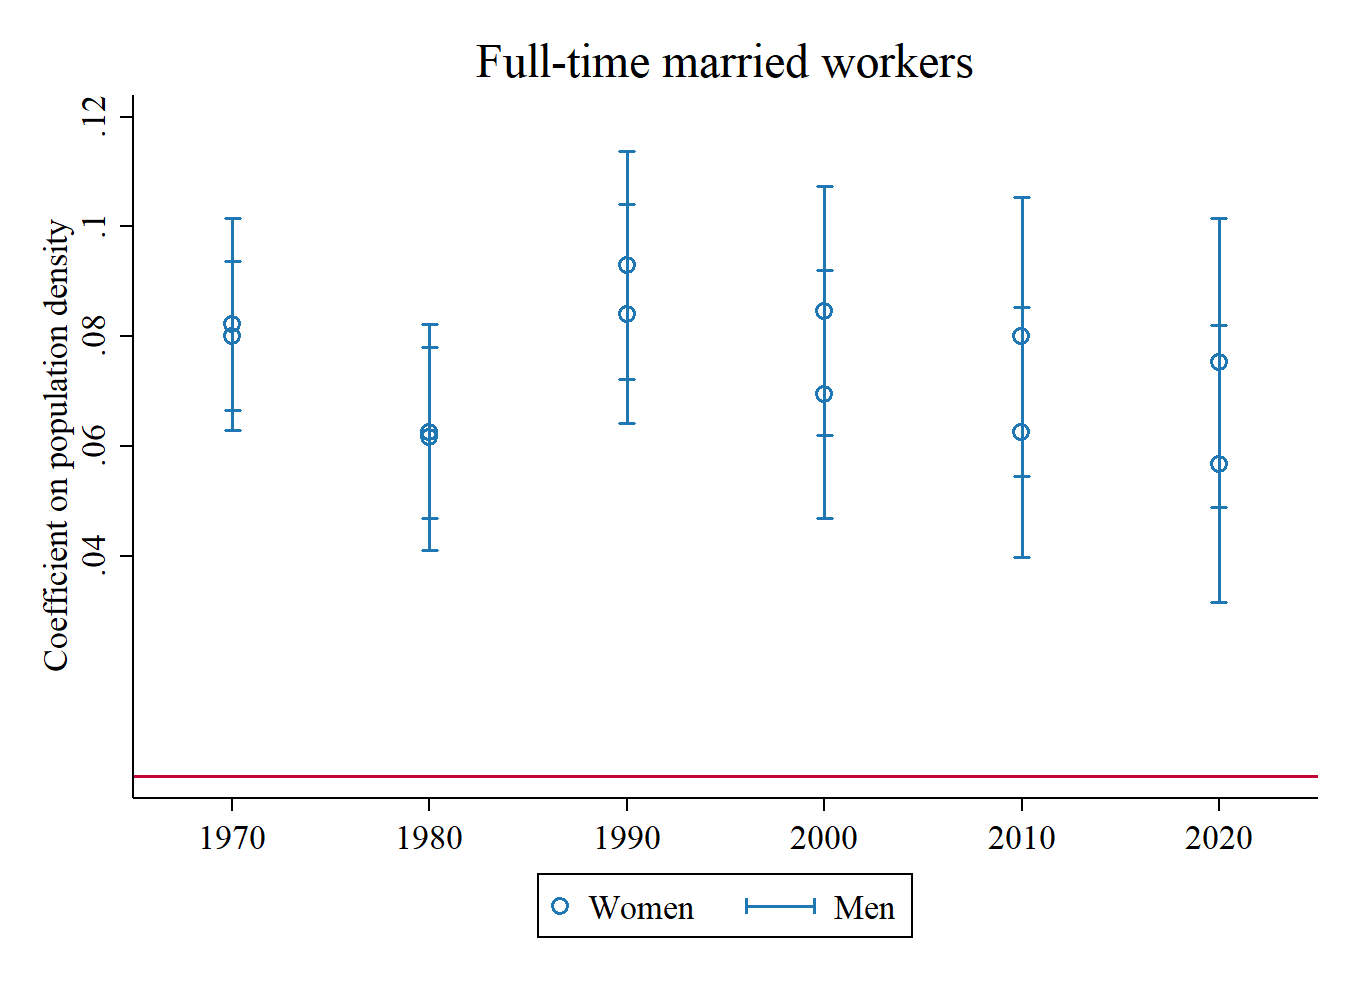 Full-time married workers
Coefficient on population density
.12
.1
.08
.06
.04
1970 1980 1990 2000 2010 2020
Women Men